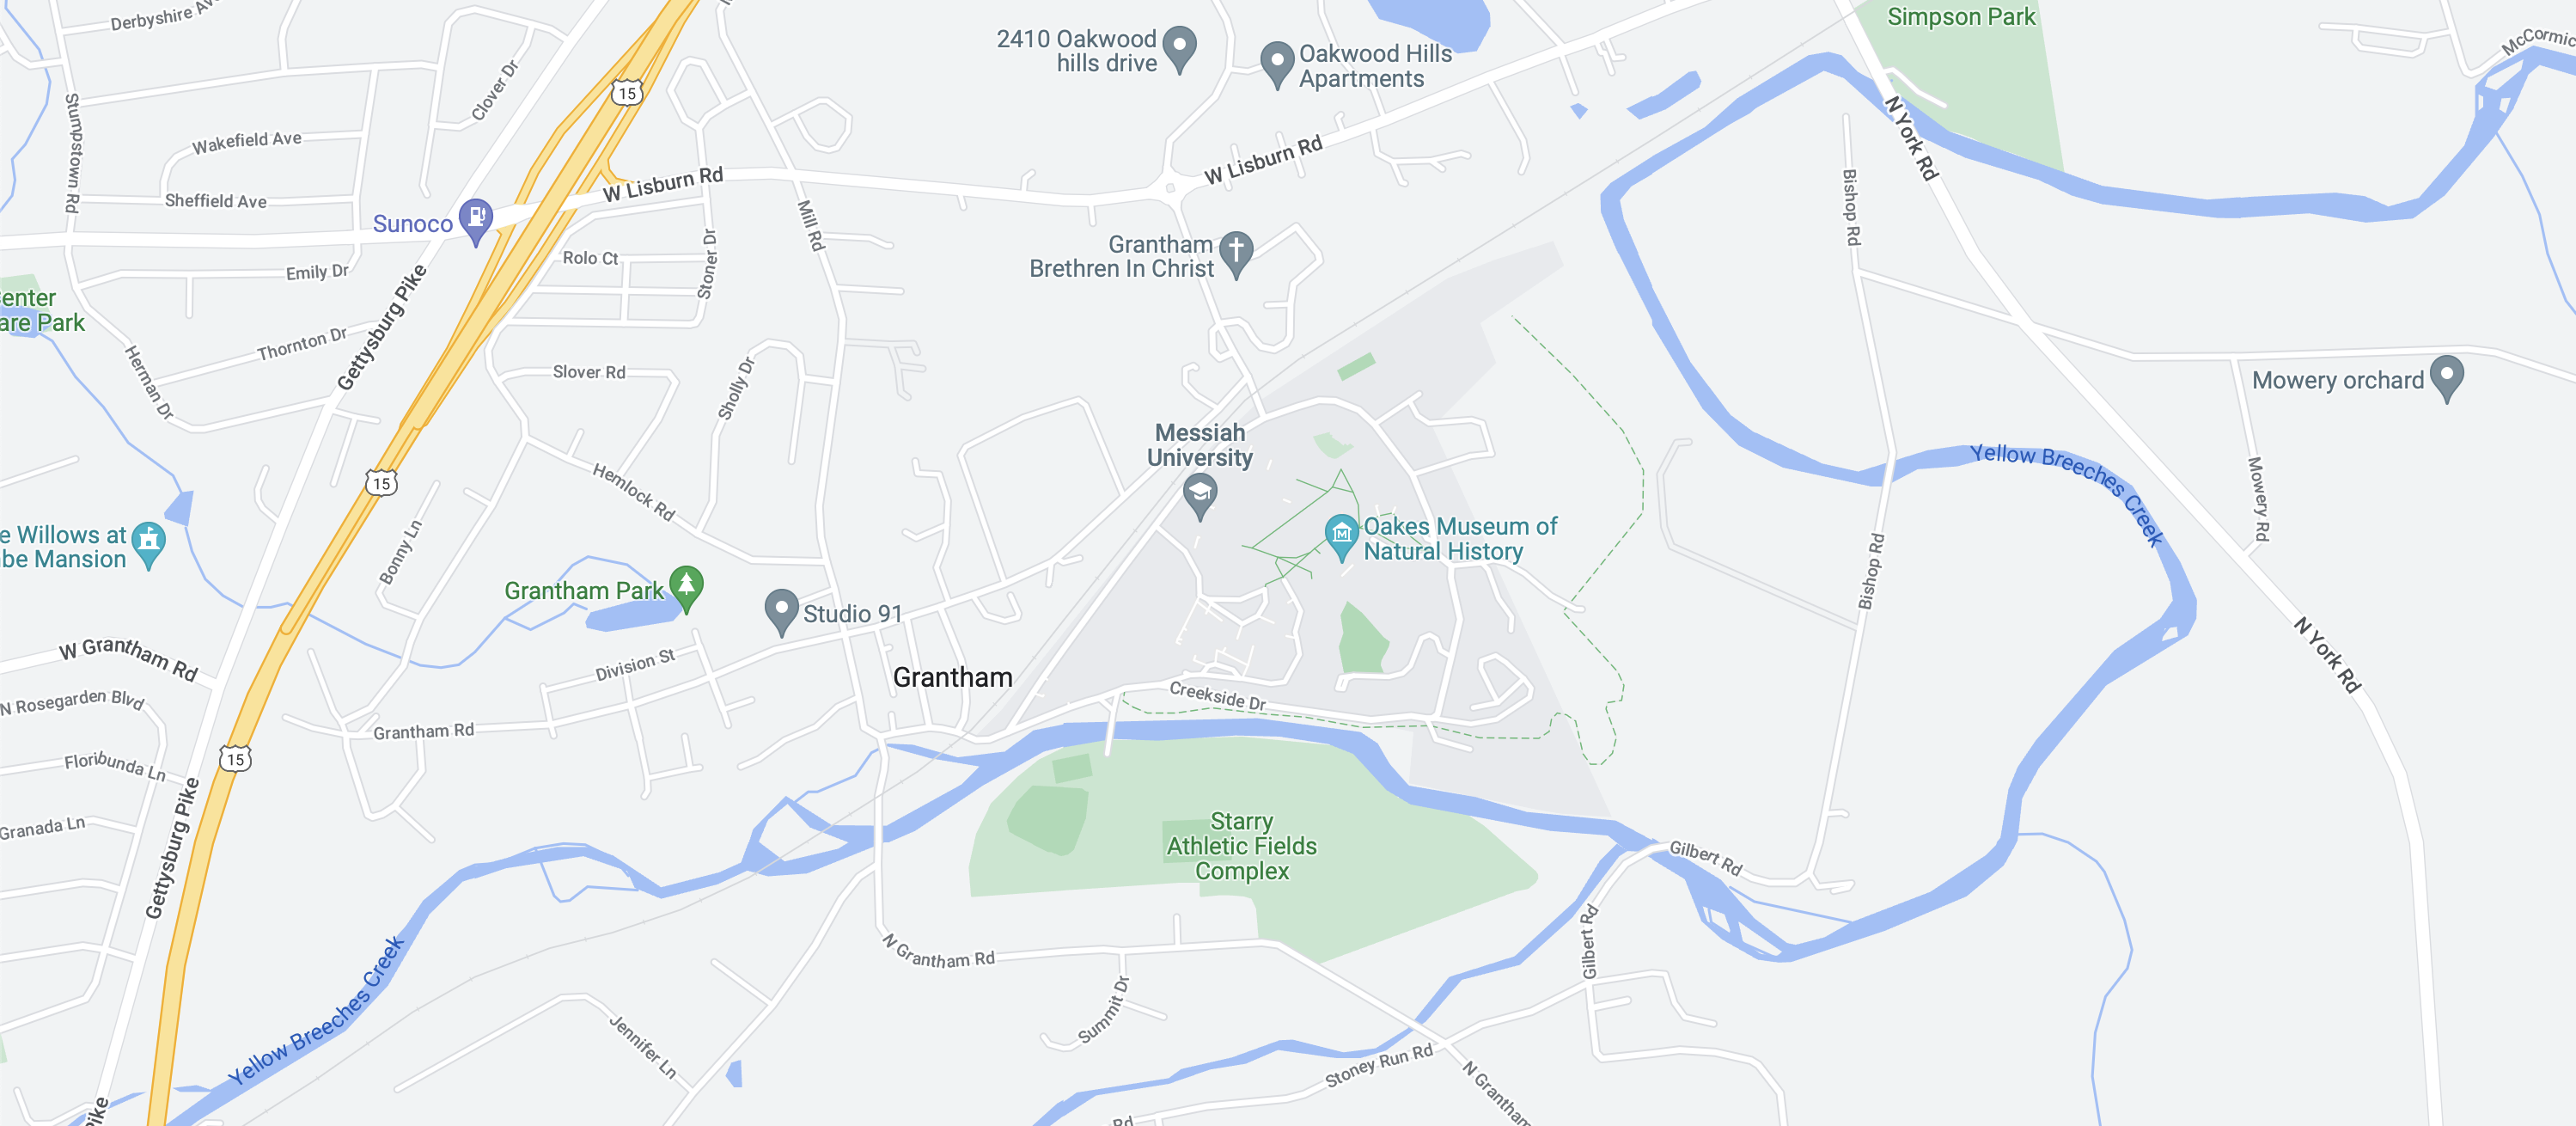 Derbyshire Av
Clover Dr
15
2410 Oakwood
hills drive
Oakwood Hills
Apartments
Simpson Park
McCormic
Stumpstown Rd
Wakefield Ave
Sheffield Ave
W Lisburn Rd
W Lisburn Rd
N York Rd
Bishop Rd
Sunoco
Mill Rd
Emily Dr
Rolo Ct
Stoner Dr
Grantham
Brethren In Christ
enter
are Park
Gettysburg Pike
Thornton Dr
Herman Dr
Slover Rd
Sholly Dr
Mowery orchard
Messiah
University
Yellow Breeches Creek
15
Hemlock Rd
Mowery Rd
e Willows at
be Mansion
Bonny Ln
Oakes Museum of
Natural History
Bishop Rd
Grantham Park
Studio 91
W Grantham Rd
Division St
Grantham
N York Rd
N Rosegarden Blvd
Creekside Dr
Grantham Rd
Floribunda Ln
15
Granada Ln
Gettysburg Pike
Starry
Athletic Fields
Complex
Gilbert Rd
Gilbert Rd
N Grantham Rd
Yellow Breeches Creek
Summit Dr
Jennifer Ln
Stoney Run Rd
N Grantham
Pike
Rd